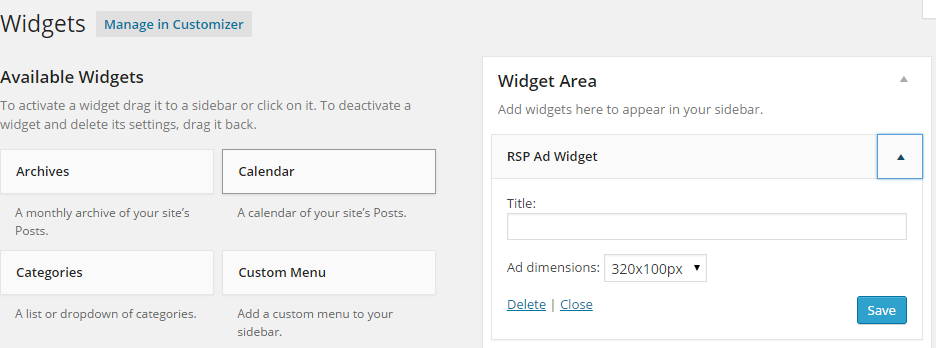 Widgets
Manage in Customizer
Available Widgets
To activate a widget drag it to a sidebar or click on it. To deactivate a
widget and delete its settings, drag it back.
Archives
A monthly archive of your site's
Posts.
Calendar
A calendar of your site's Posts.
Categories
A list or dropdown of categories.
Custom Menu
Add a custom menu to your
sidebar.
Widget Area
Add widgets here to appear in your sidebar.
RSP Ad Widget
Title:
Ad dimensions: 320x100px
Delete | Close
Save